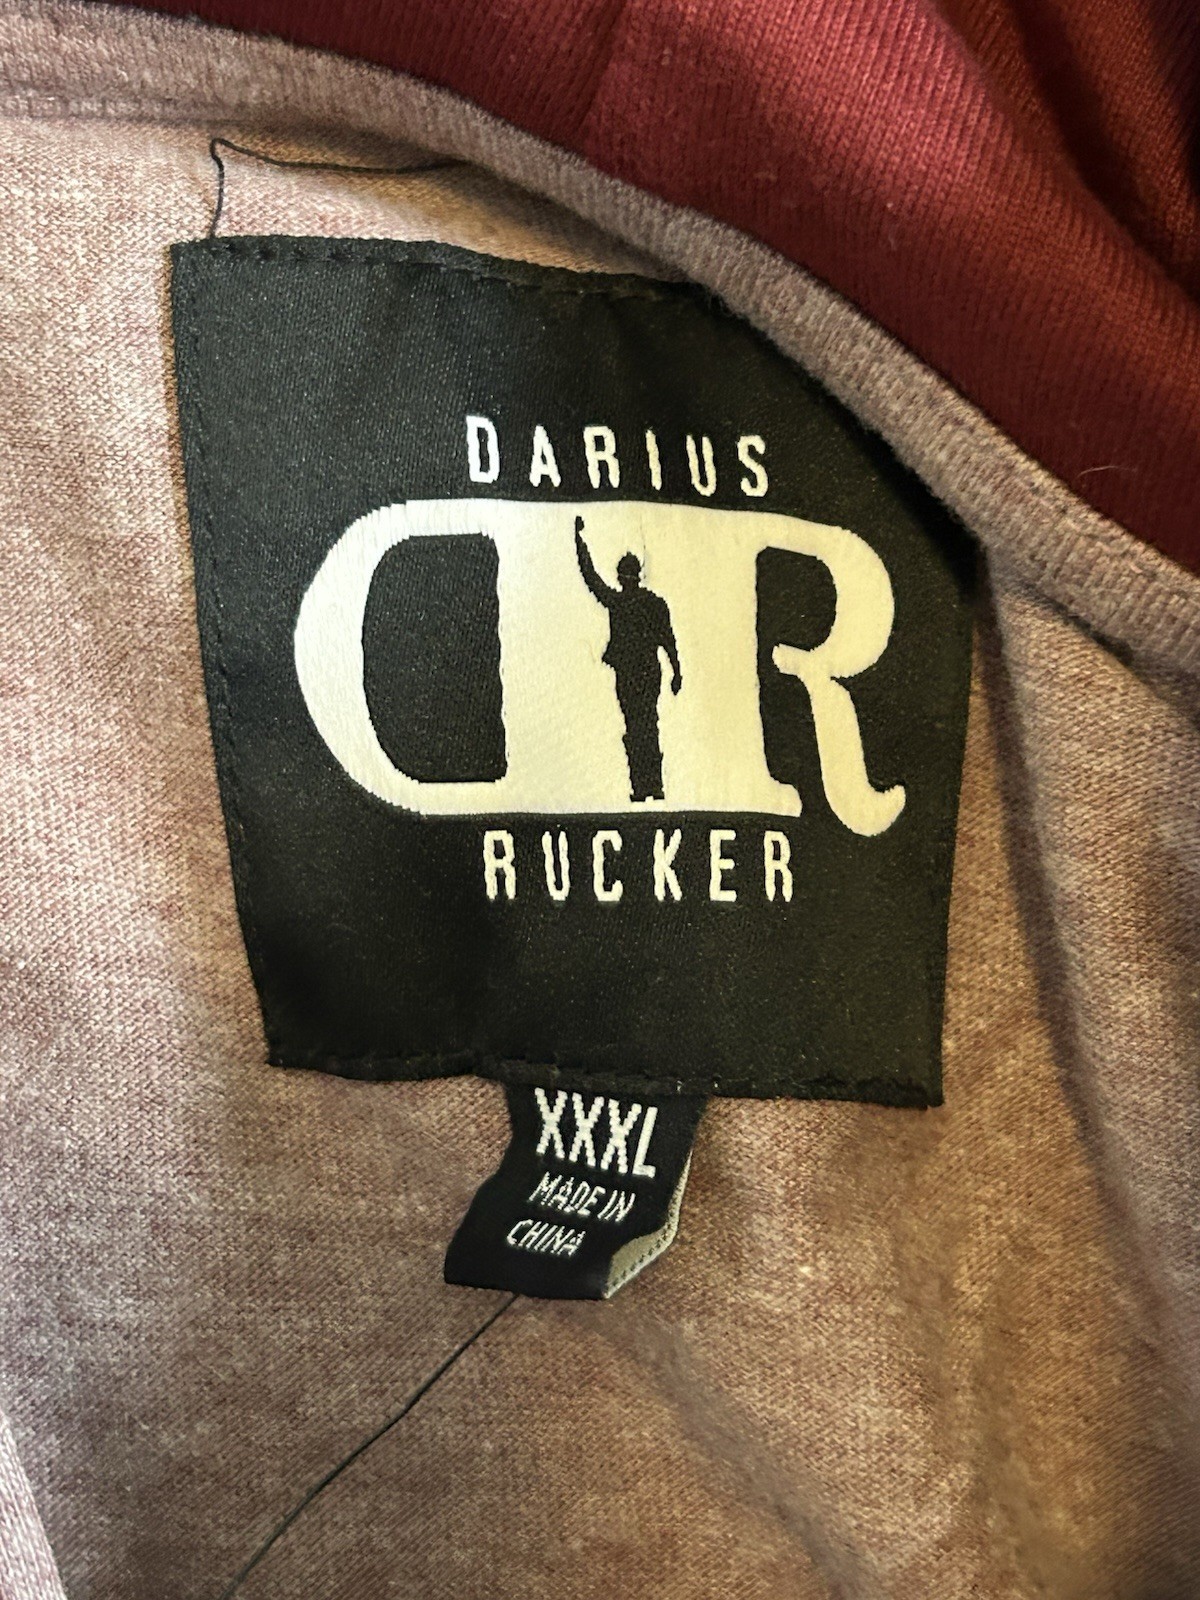 DARIUS
DR
RUCKER
XXXL
MADE IN
CHINA